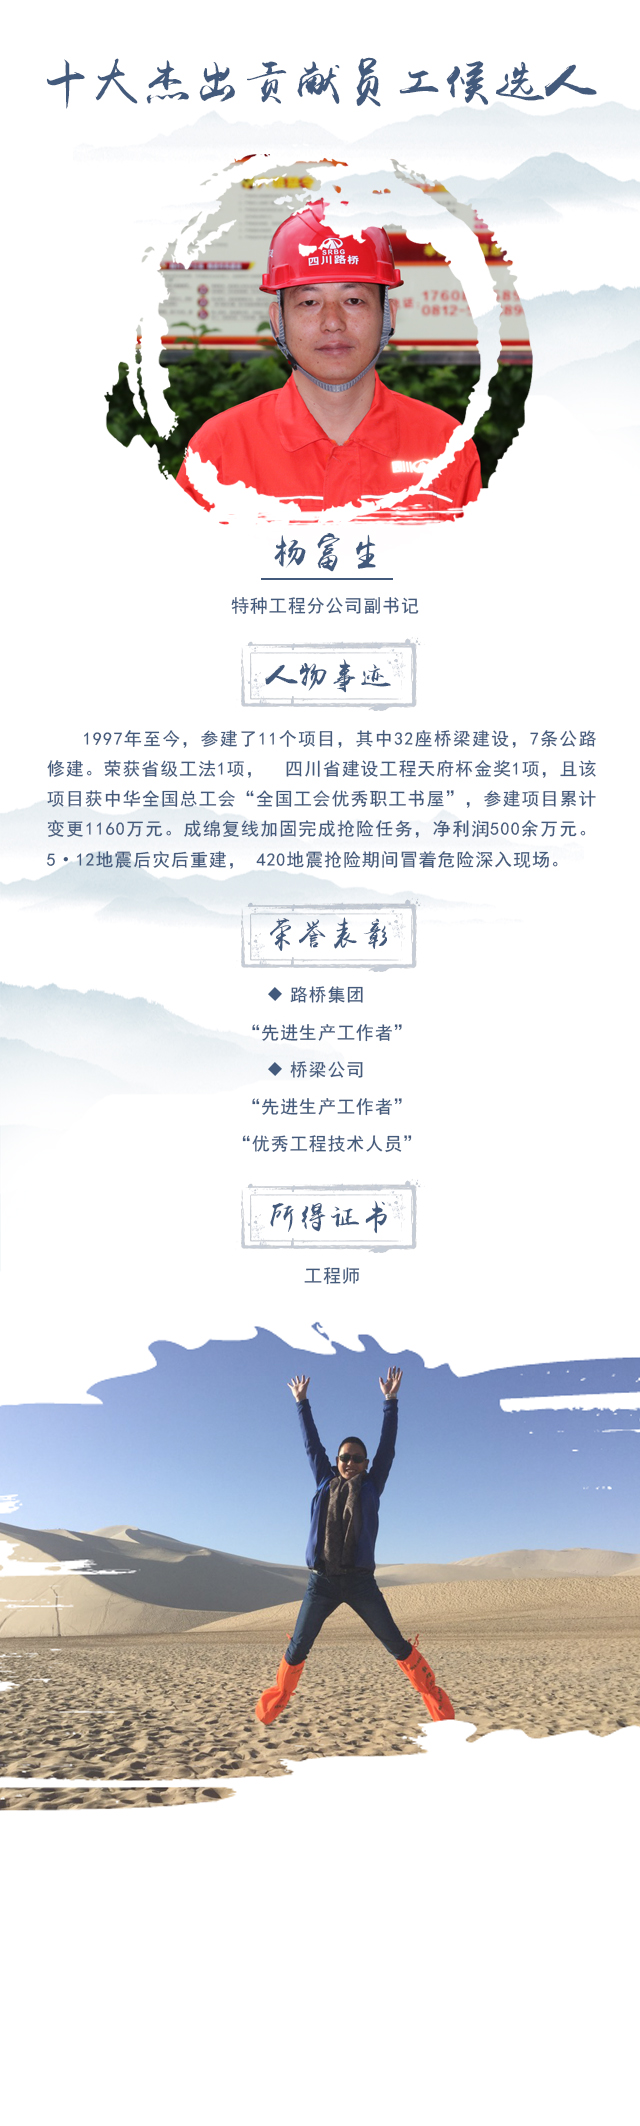 十大杰出贡献员工候选人
SRBG
四川路桥
杨富生
特种工程分公司副书记
人物事迹
1997年至今，参建了11个项目，其中32座桥梁建设，7条公路
修建。荣获省级工法1项， 四川省建设工程天府杯金奖1项，且该
项目获中华全国总工会“全国工会优秀职工书屋”，参建项目累计
变更1160万元。成绵复线加固完成抢险任务，净利润500余万元。
5·12地震后灾后重建， 420地震抢险期间冒着危险深入现场。
荣誉表彰
◆ 路桥集团
“先进生产工作者”
◆ 桥梁公司
“先进生产工作者”
“优秀工程技术人员”
所得证书
工程师